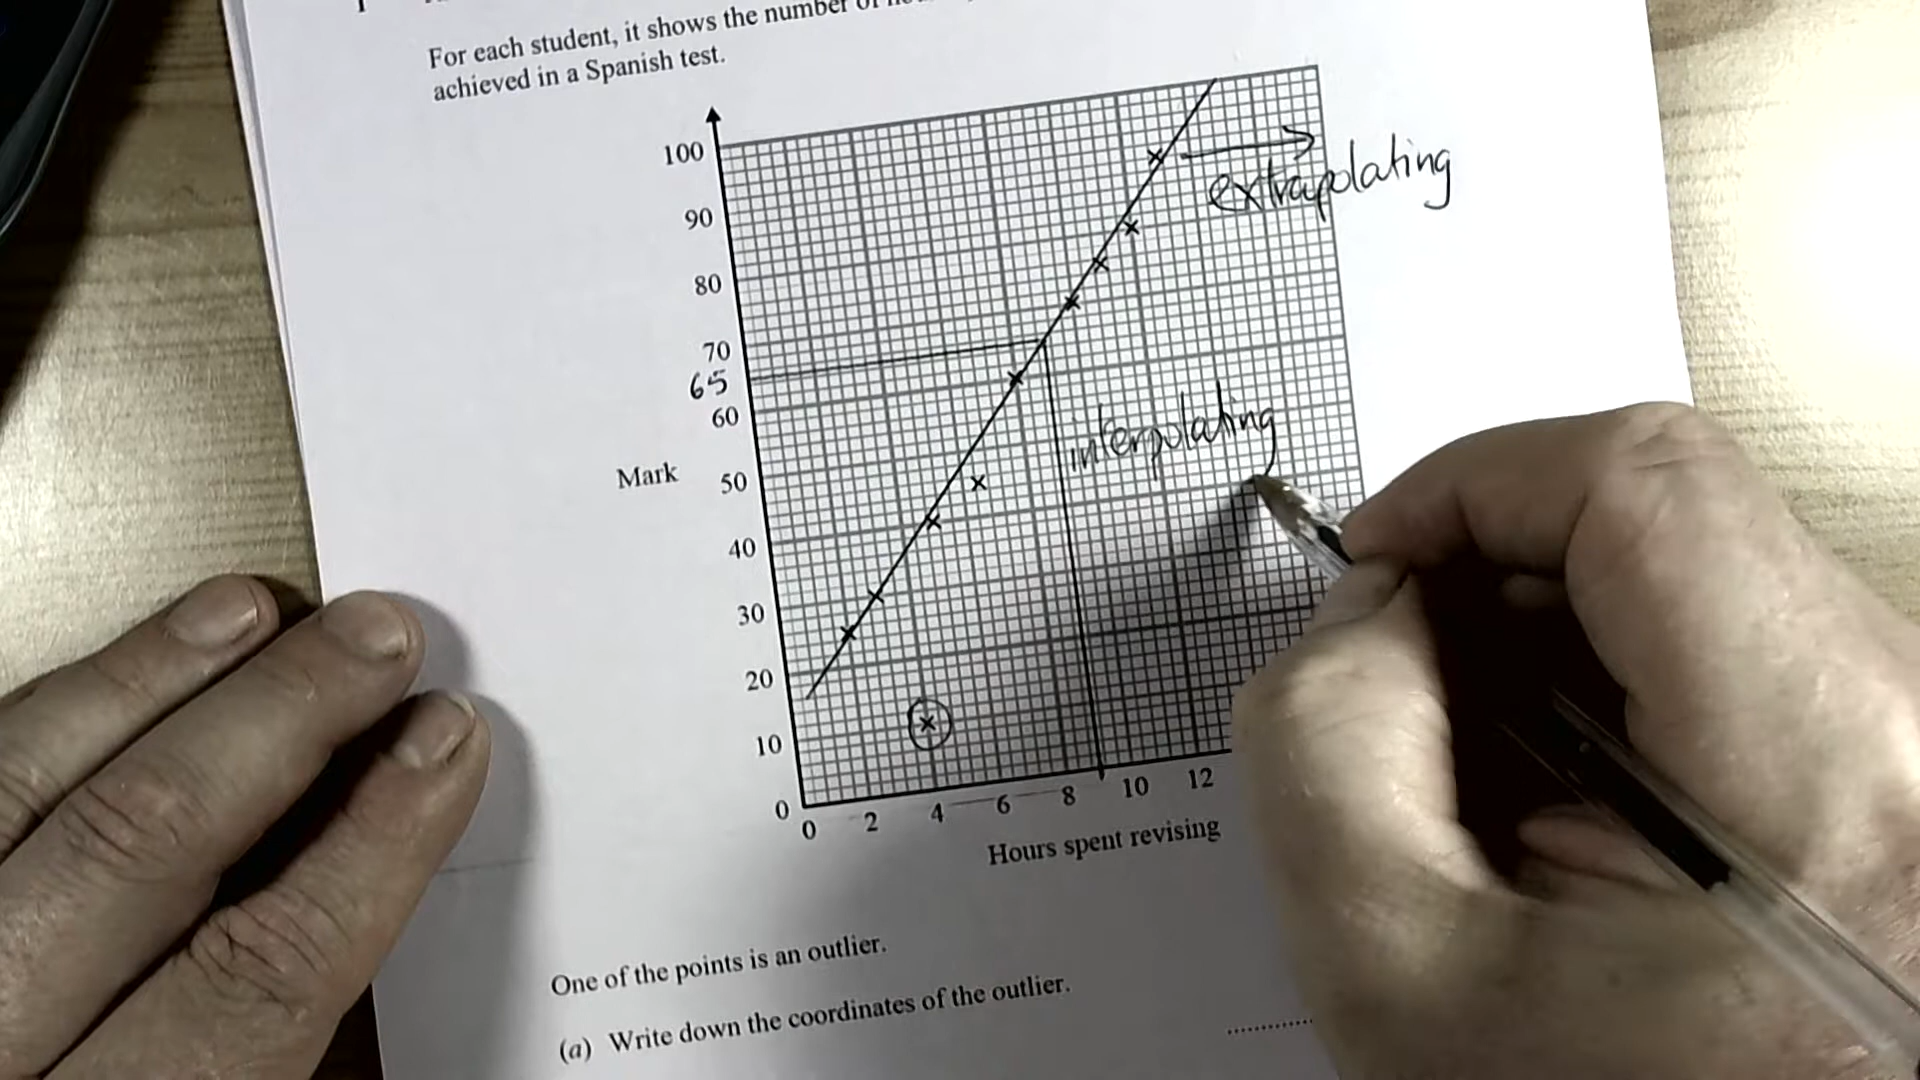 For each student, it shows the number of
achieved in a Spanish test.
100
90
80
70
65
60
50
40
30
20
10
0
Mark
extrapolating
interpolating
0 2 4 6 8 10 12
Hours spent revising
One of the points is an outlier.
(a) Write down the coordinates of the outlier.